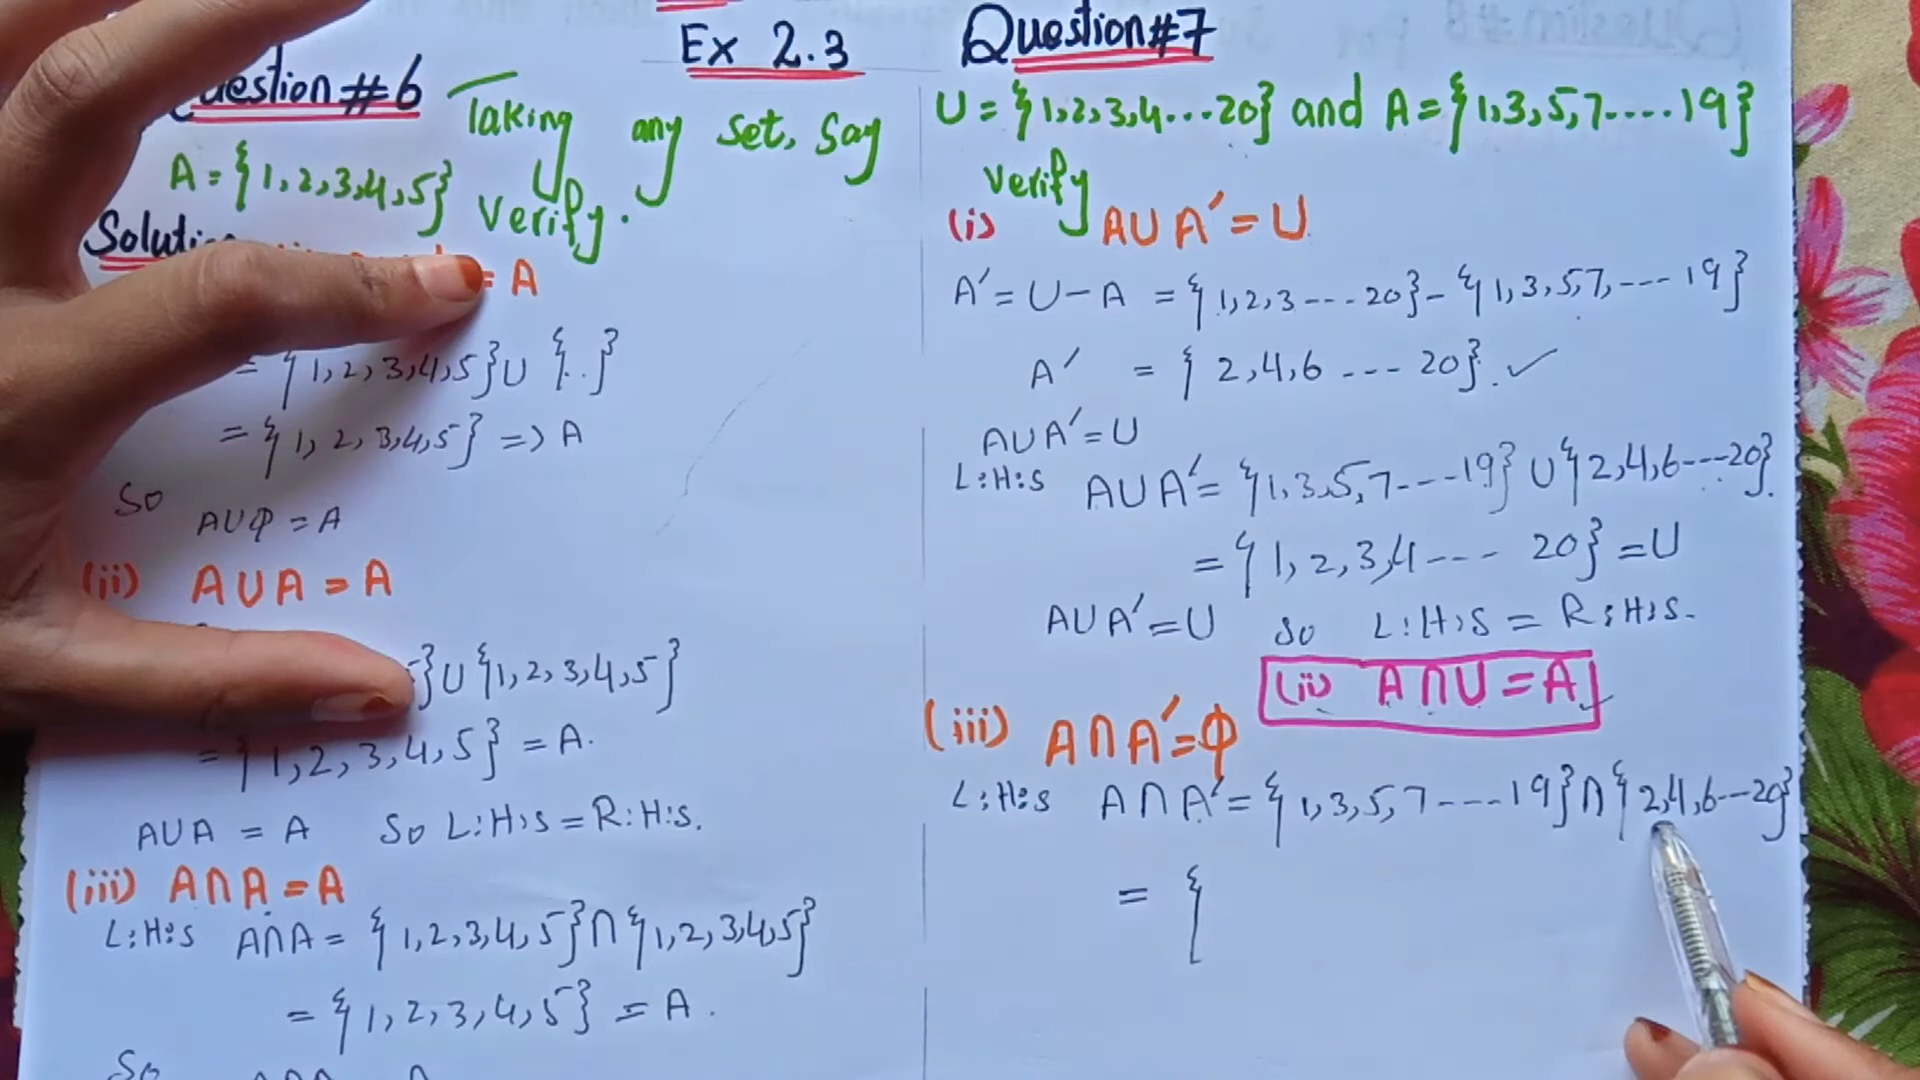 Ex 2.3
Question #6
Taking any set, say
A = {1,2,3,4,5} verify.
= A
= {1,2,3,4,5} ∪ {..}
= {1, 2, 3,4,5} => A
So
A∪φ = A
(ii) A∪A = A
5} ∪ {1,2,3,4,5}
= {1,2,3,4,5} = A.
A∪A = A So L:H:S = R:H:S.
(iii) A∩A = A
L:H:S A∩A = {1,2,3,4,5} ∩ {1,2,3,4,5}
= {1,2,3,4,5} = A.
So
Question #7
U = {1,2,3,4...20} and A = {1,3,5,7....19}
verify
(i) A∪A′ = U
A′ = U – A = {1,2,3---20} – {1,3,5,7,---19}
A′ = {2,4,6 --- 20}. ✓
A∪A′ = U
L:H:S A∪A′ = {1,3,5,7---19} ∪ {2,4,6---20}.
= {1,2,3,4--- 20} = U
A∪A′ = U So L:H:S = R:H:S.
(ii) A∩U = A
(iii) A∩A′ = φ
L:H:S A∩A′ = {1,3,5,7---19} ∩ {2,4,6--20}
= {